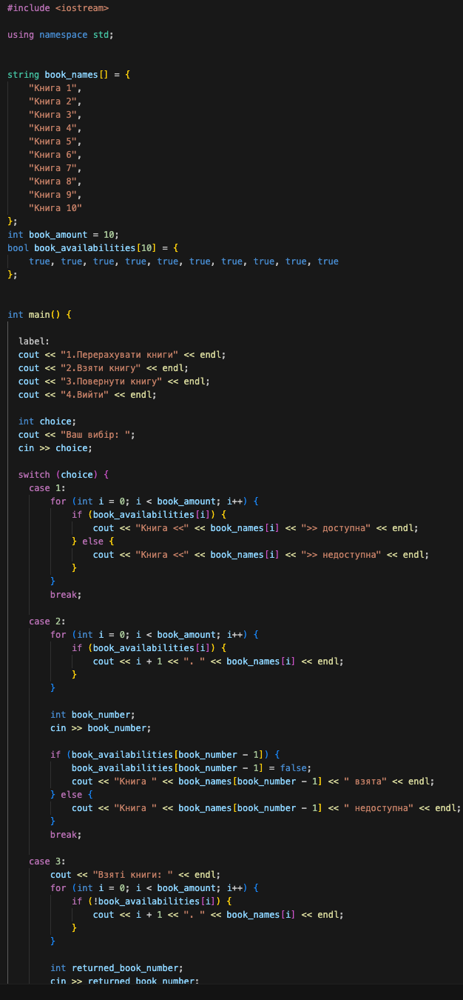 #include <iostream>
using namespace std;
string book_names[] = {
"Книга 1",
"Книга 2",
"Книга 3",
"Книга 4",
"Книга 5",
"Книга 6",
"Книга 7",
"Книга 8",
"Книга 9",
"Книга 10"
};
int book_amount = 10;
bool book_availabilities[10] = {
true, true, true, true, true, true, true, true, true, true
};
int main() {
label:
cout << "1.Перерахувати книги" << endl;
cout << "2.Взяти книгу" << endl;
cout << "3.Повернути книгу" << endl;
cout << "4.Вийти" << endl;
int choice;
cout << "Ваш вибір: ";
cin >> choice;
switch (choice) {
case 1:
for (int i = 0; i < book_amount; i++) {
if (book_availabilities[i]) {
cout << "Книга <<" << book_names[i] << ">> доступна" << endl;
} else {
cout << "Книга <<" << book_names[i] << ">> недоступна" << endl;
}
}
break;
case 2:
for (int i = 0; i < book_amount; i++) {
if (book_availabilities[i]) {
cout << i + 1 << ". " << book_names[i] << endl;
}
}
int book_number;
cin >> book_number;
if (book_availabilities[book_number - 1]) {
book_availabilities[book_number - 1] = false;
cout << "Книга " << book_names[book_number - 1] << " взята" << endl;
} else {
cout << "Книга " << book_names[book_number - 1] << " недоступна" << endl;
}
break;
case 3:
cout << "Взяті книги: " << endl;
for (int i = 0; i < book_amount; i++) {
if (!book_availabilities[i]) {
cout << i + 1 << ". " << book_names[i] << endl;
}
}
int returned_book_number;
cin >> returned_book_number;